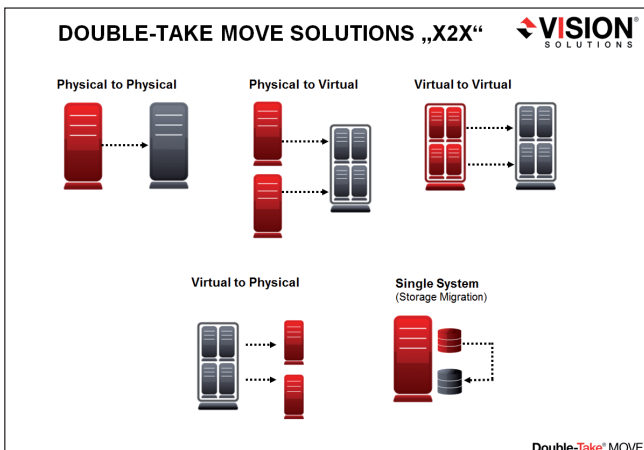 DOUBLE-TAKE MOVE SOLUTIONS „X2X“
VISION®
SOLUTIONS
Physical to Physical
Physical to Virtual
Virtual to Virtual
Virtual to Physical
Single System
(Storage Migration)
Double-Take® MOVE